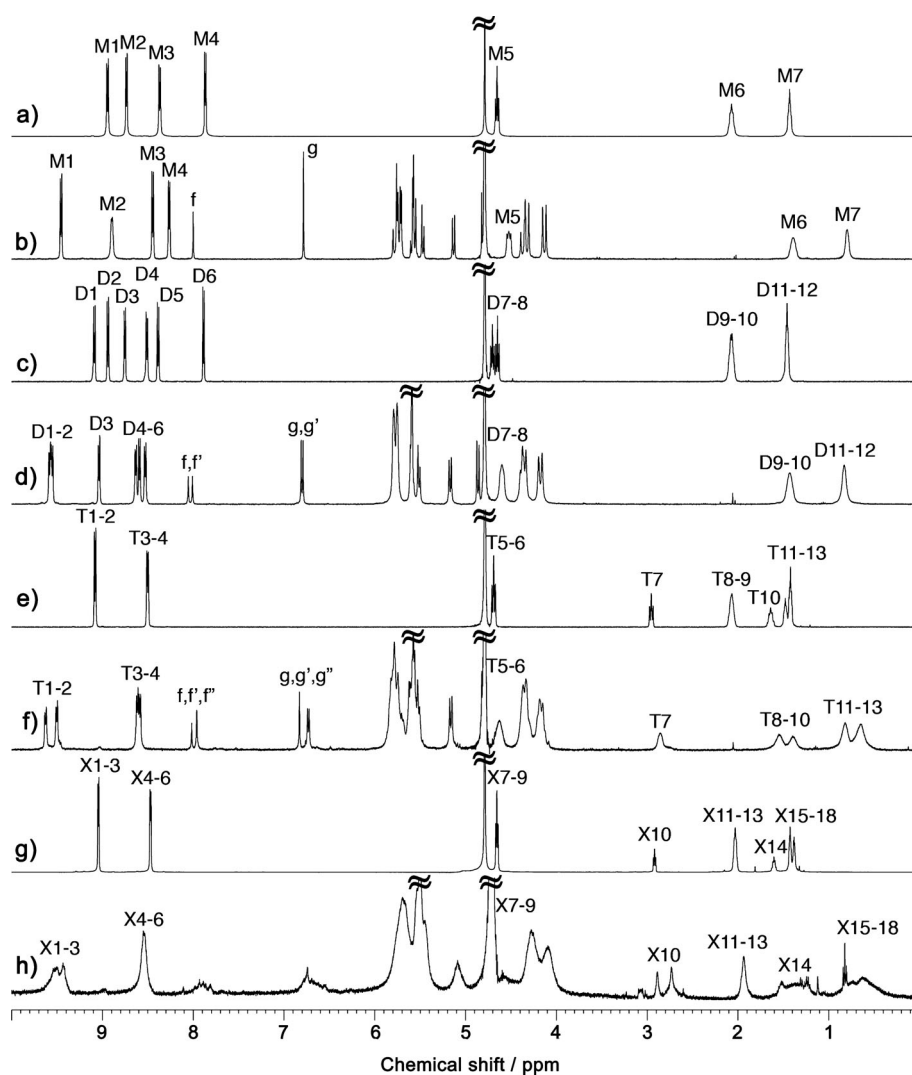 M1 M2 M3 M4 M5 M6 M7
a)
M1 M2 M3 M4 f g M5 M6 M7
b)
D1 D2 D3 D4 D5 D6 D7-8 D9-10 D11-12
c)
D1-2 D3 D4-6 f,f’ g,g’ D7-8 D9-10 D11-12
d)
T1-2 T3-4 T5-6 T7 T8-9 T10 T11-13
e)
T1-2 T3-4 f,f’,f” g,g’,g” T5-6 T7 T8-10 T11-13
f)
X1-3 X4-6 X7-9 X10 X11-13 X14 X15-18
g)
X1-3 X4-6 X7-9 X10 X11-13 X14 X15-18
h)
9 8 7 6 5 4 3 2 1
Chemical shift / ppm